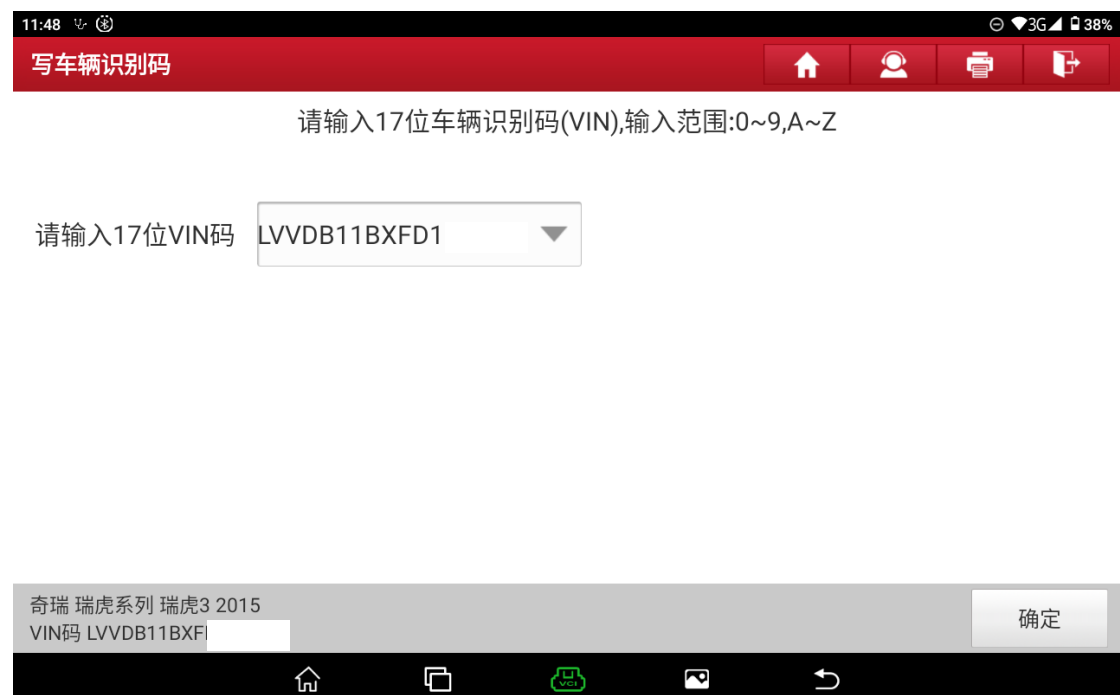 11:48 3G 38%
写车辆识别码
请输入17位车辆识别码(VIN),输入范围:0~9,A~Z
请输入17位VIN码 LVVDB11BXFD1
奇瑞 瑞虎系列 瑞虎3 2015
VIN码 LVVDB11BXF
确定
VCI